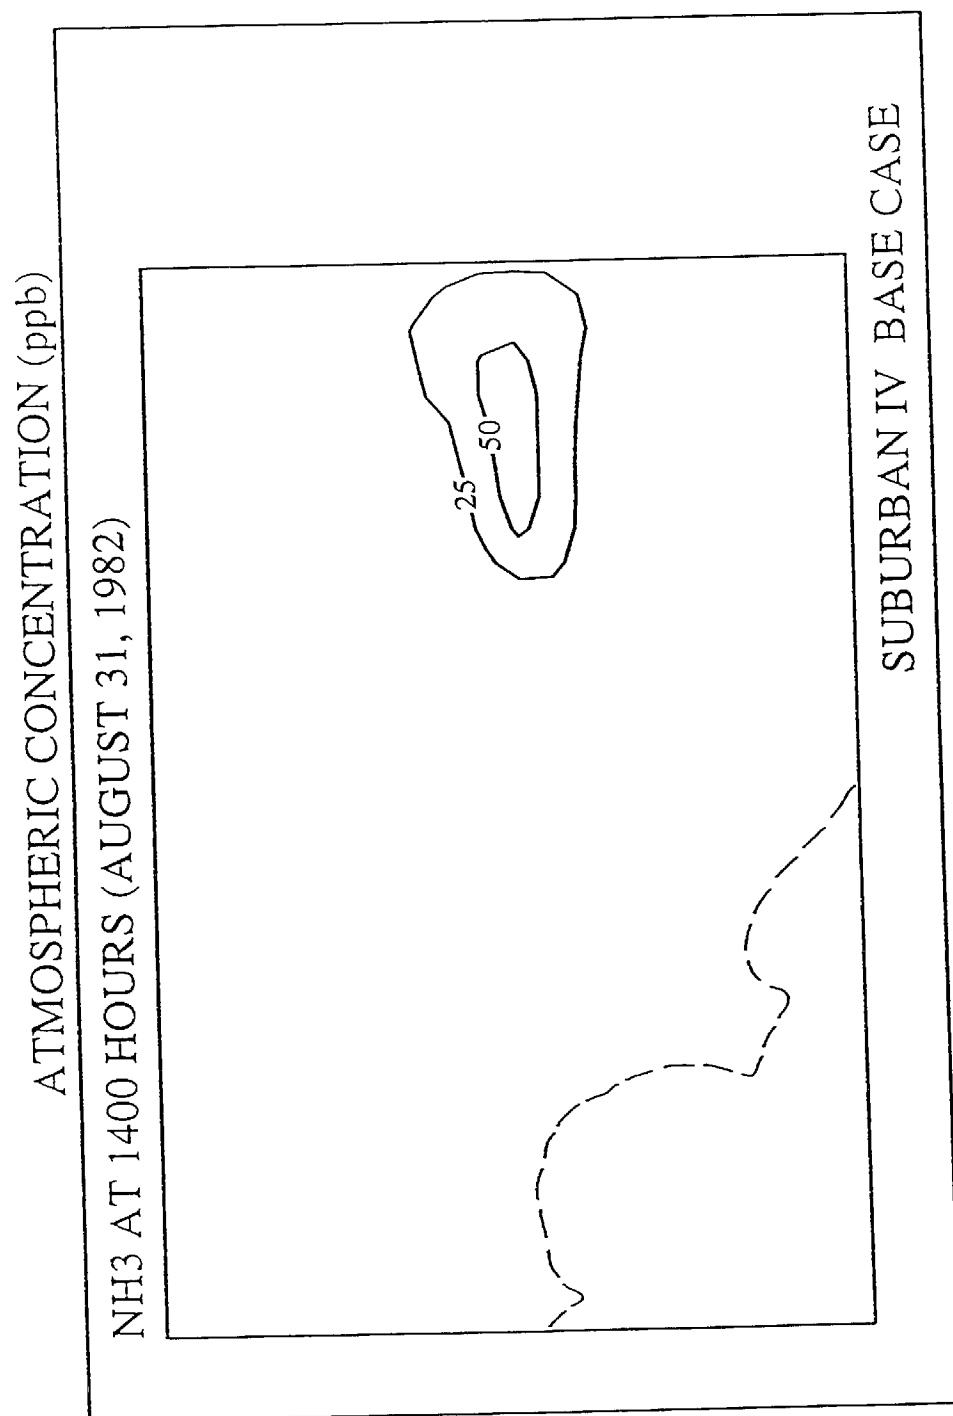 ATMOSPHERIC CONCENTRATION (ppb)
NH3 AT 1400 HOURS (AUGUST 31, 1982)
25
50
SUBURBAN IV BASE CASE